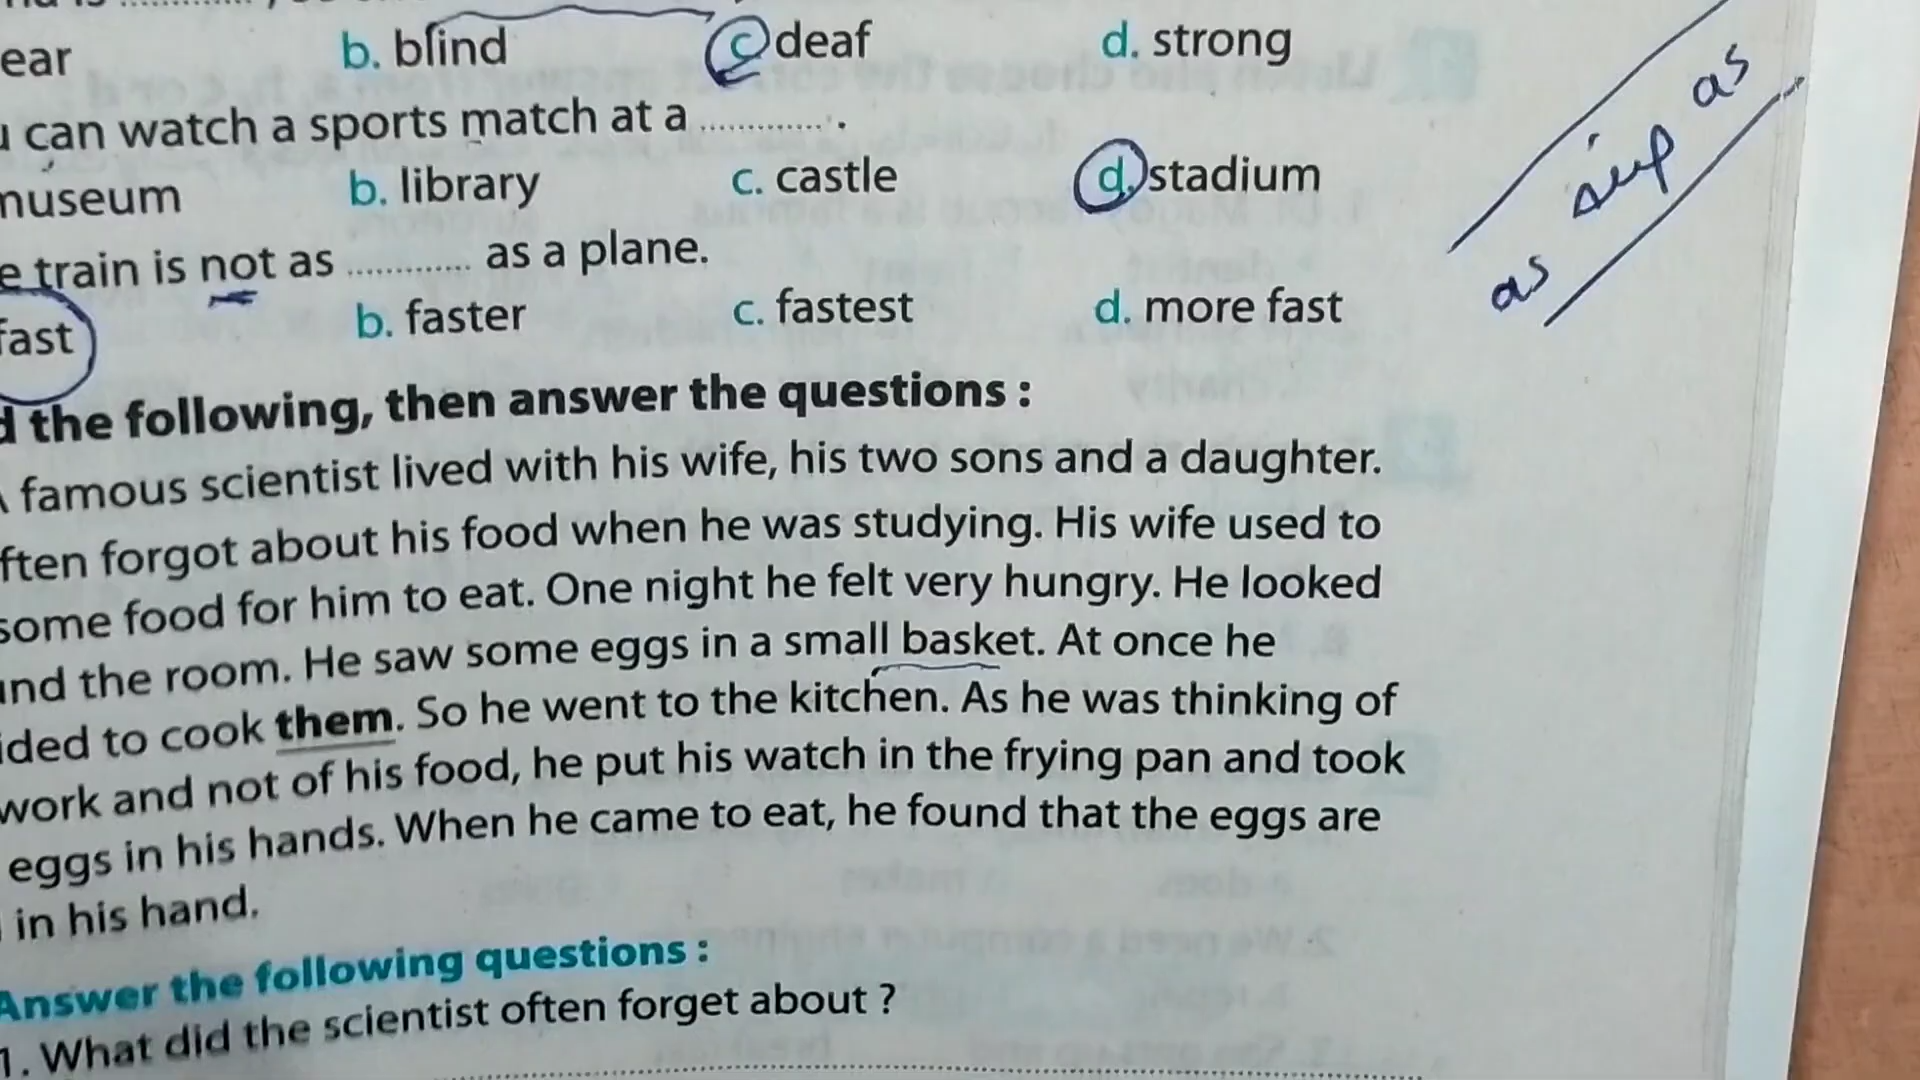 ear b. blind c deaf d. strong
can watch a sports match at a ............. .
museum b. library c. castle d. stadium
train is not as ............. as a plane.
fast b. faster c. fastest d. more fast
as as
the following, then answer the questions :
famous scientist lived with his wife, his two sons and a daughter.
ften forgot about his food when he was studying. His wife used to
some food for him to eat. One night he felt very hungry. He looked
und the room. He saw some eggs in a small basket. At once he
ided to cook them. So he went to the kitchen. As he was thinking of
work and not of his food, he put his watch in the frying pan and took
eggs in his hands. When he came to eat, he found that the eggs are
in his hand.
Answer the following questions :
1. What did the scientist often forget about ?